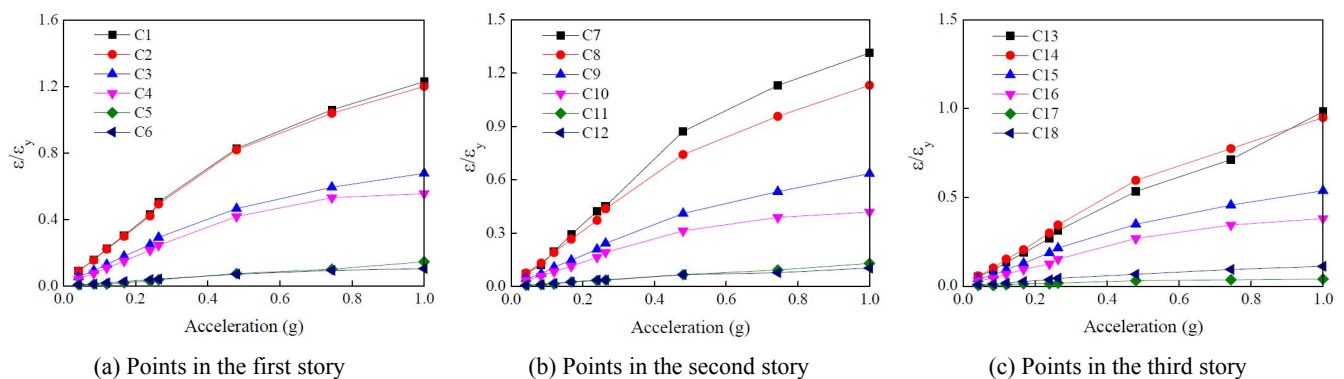 1.6
1.2
0.8
0.4
0.0
ε/εy
C1
C2
C3
C4
C5
C6
0.0 0.2 0.4 0.6 0.8 1.0
Acceleration (g)
(a) Points in the first story
1.5
1.2
0.9
0.6
0.3
0.0
ε/εy
C7
C8
C9
C10
C11
C12
0.0 0.2 0.4 0.6 0.8 1.0
Acceleration (g)
(b) Points in the second story
1.5
1.0
0.5
0.0
ε/εy
C13
C14
C15
C16
C17
C18
0.0 0.2 0.4 0.6 0.8 1.0
Acceleration (g)
(c) Points in the third story